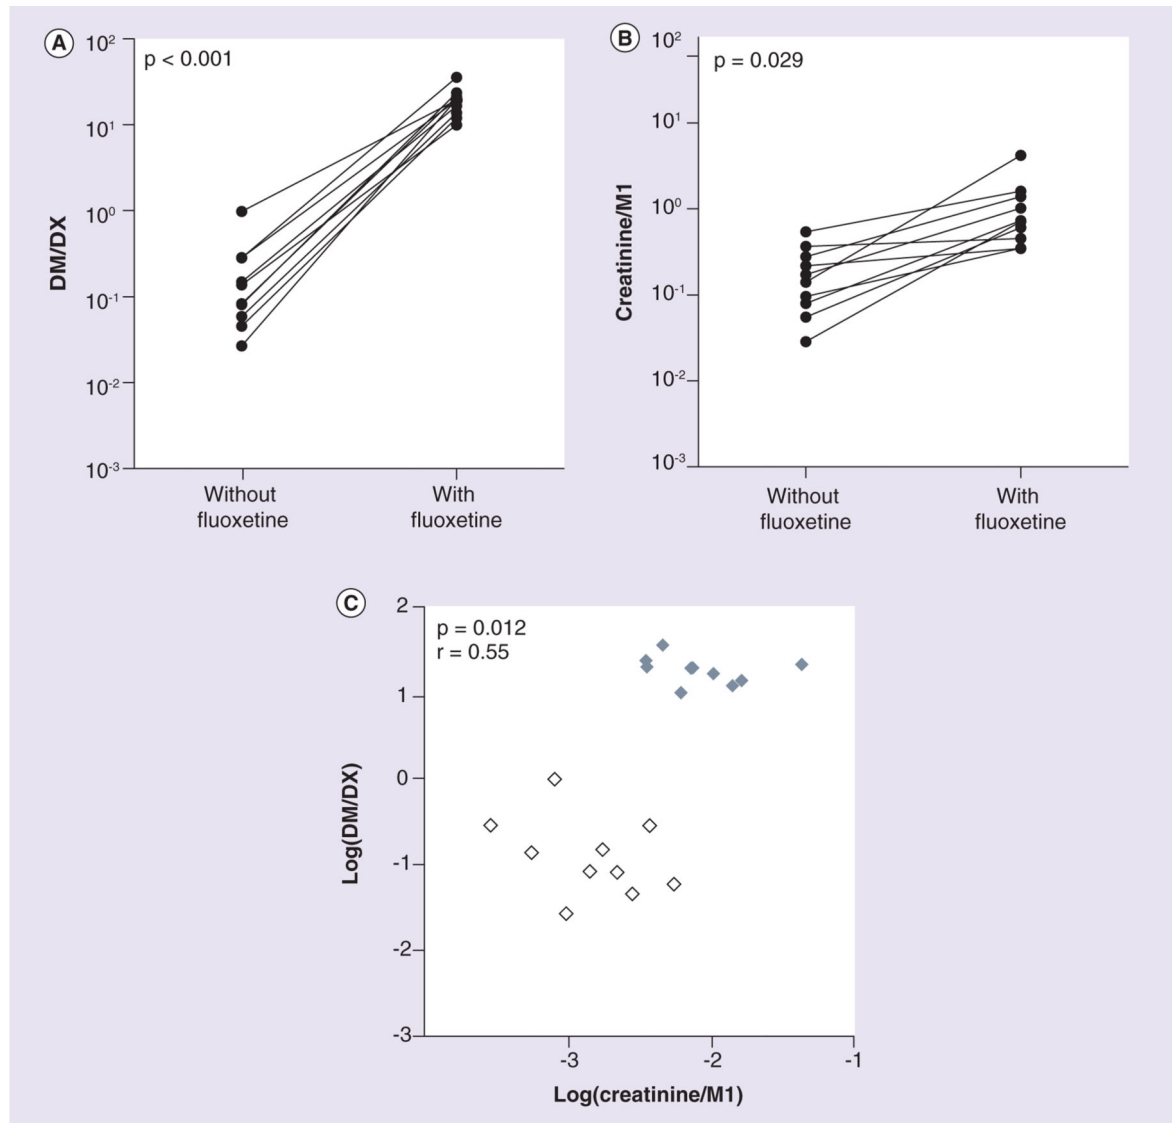 A
p < 0.001
DM/DX
10²
10¹
10⁰
10⁻¹
10⁻²
10⁻³
Without
fluoxetine
With
fluoxetine
B
p = 0.029
Creatinine/M1
10²
10¹
10⁰
10⁻¹
10⁻²
10⁻³
Without
fluoxetine
With
fluoxetine
C
p = 0.012
r = 0.55
Log(DM/DX)
2
1
0
-1
-2
-3
-3
-2
-1
Log(creatinine/M1)